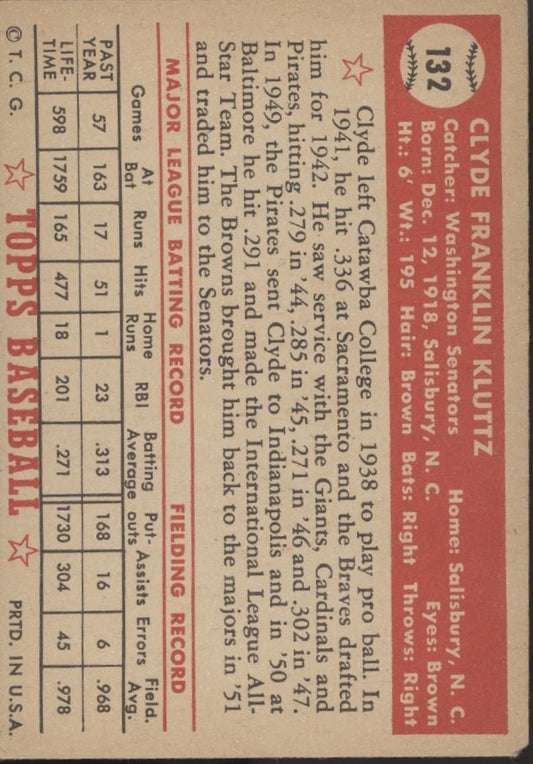 132
CLYDE FRANKLIN KLUTTZ
Catcher: Washington Senators Home: Salisbury, N. C.
Born: Dec. 12, 1918, Salisbury, N. C. Eyes: Brown
Ht.: 6' Wt.: 195 Hair: Brown Bats: Right Throws: Right
Clyde left Catawba College in 1938 to play pro ball. In
1941, he hit .336 at Sacramento and the Braves drafted
him for 1942. He saw service with the Giants, Cardinals and
Pirates, hitting .279 in '44, .285 in '45, .271 in '46 and .302 in '47.
In 1949, the Pirates sent Clyde to Indianapolis and in '50 at
Baltimore he hit .291 and made the International League All-
Star Team. The Browns brought him back to the majors in '51
and traded him to the Senators.
MAJOR LEAGUE BATTING RECORD FIELDING RECORD
Games At Bat Runs Hits Home Runs RBI Batting Average Put-outs Assists Errors Field. Avg.
PAST YEAR 57 163 17 51 1 23 .313 168 16 6 .968
LIFE-TIME 598 1759 165 477 18 201 .271 1730 304 45 .978
© T. C. G. TOPPS BASEBALL PRTD. IN U.S.A.